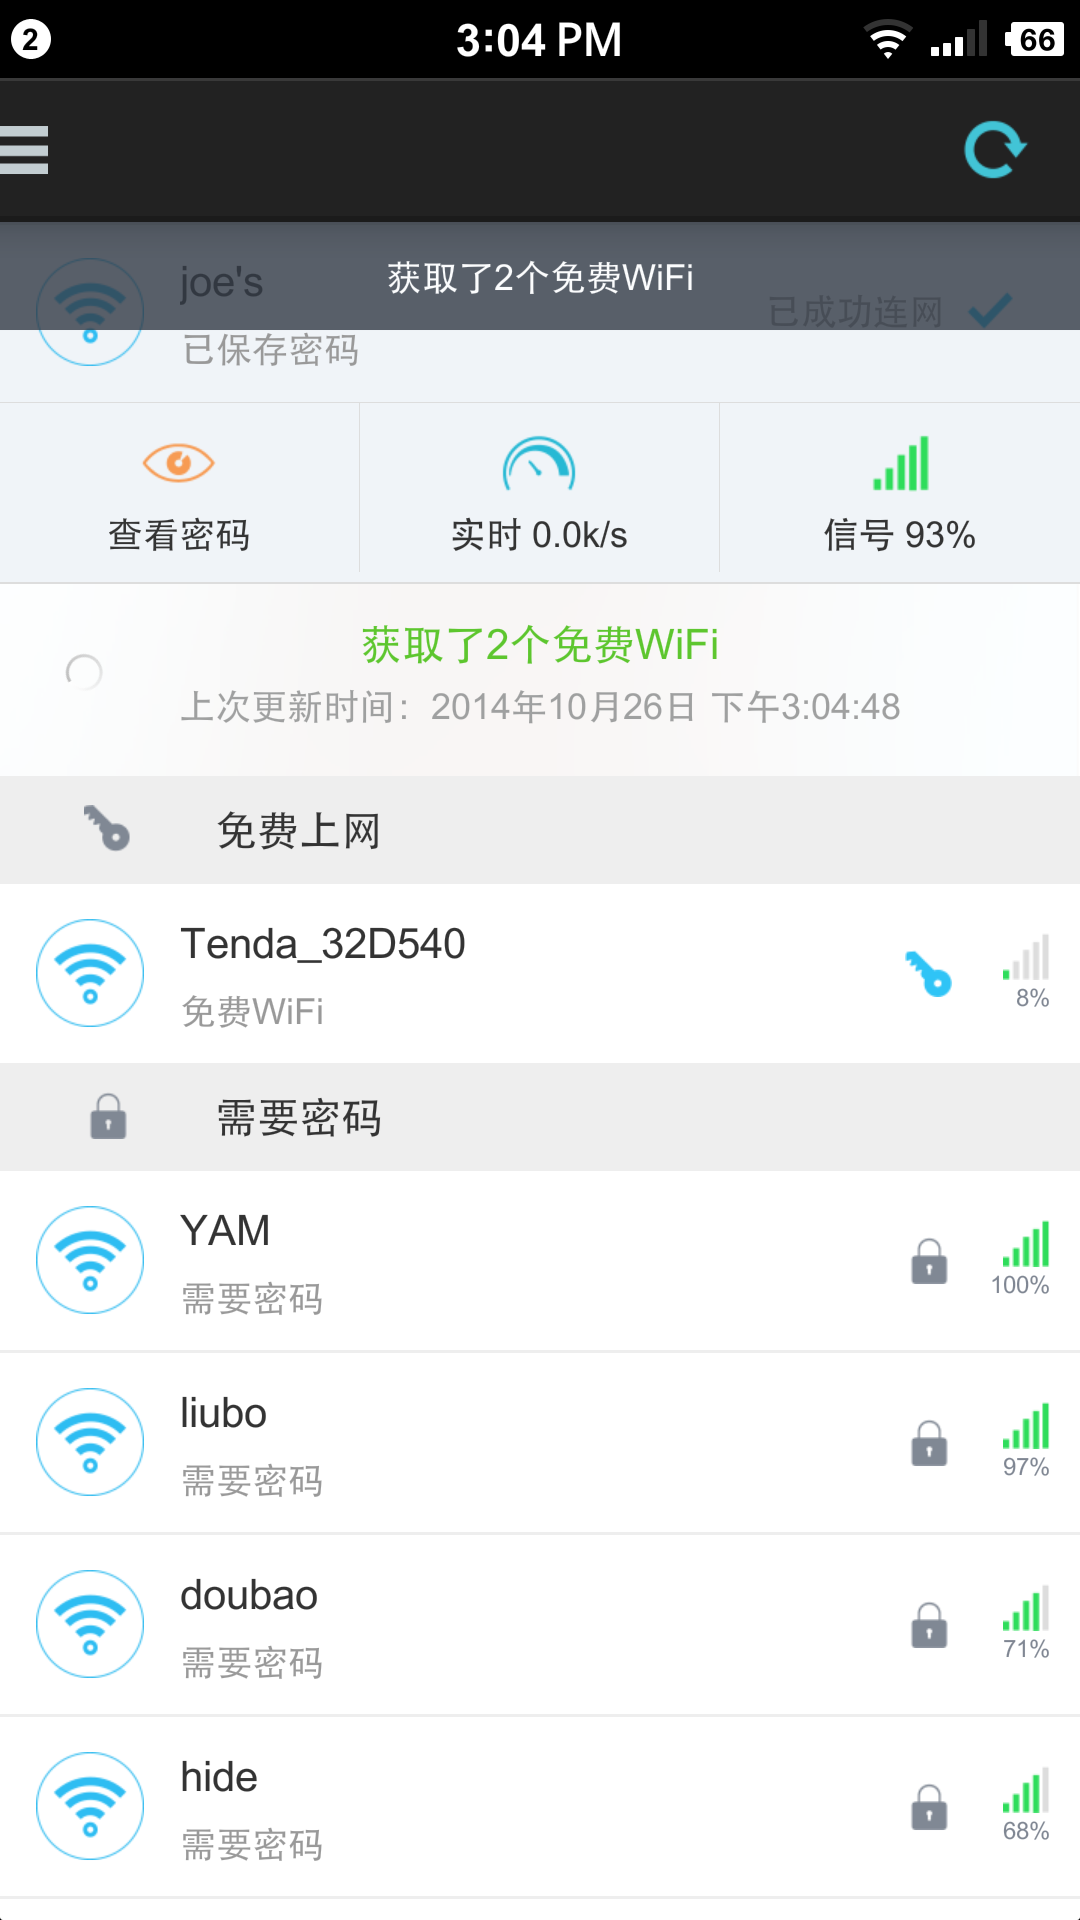 2
3:04 PM
66
获取了2个免费WiFi
joe's
已成功连网
已保存密码
查看密码
实时 0.0k/s
信号 93%
获取了2个免费WiFi
上次更新时间：2014年10月26日 下午3:04:48
免费上网
Tenda_32D540
免费WiFi
8%
需要密码
YAM
需要密码
100%
liubo
需要密码
97%
doubao
需要密码
71%
hide
需要密码
68%